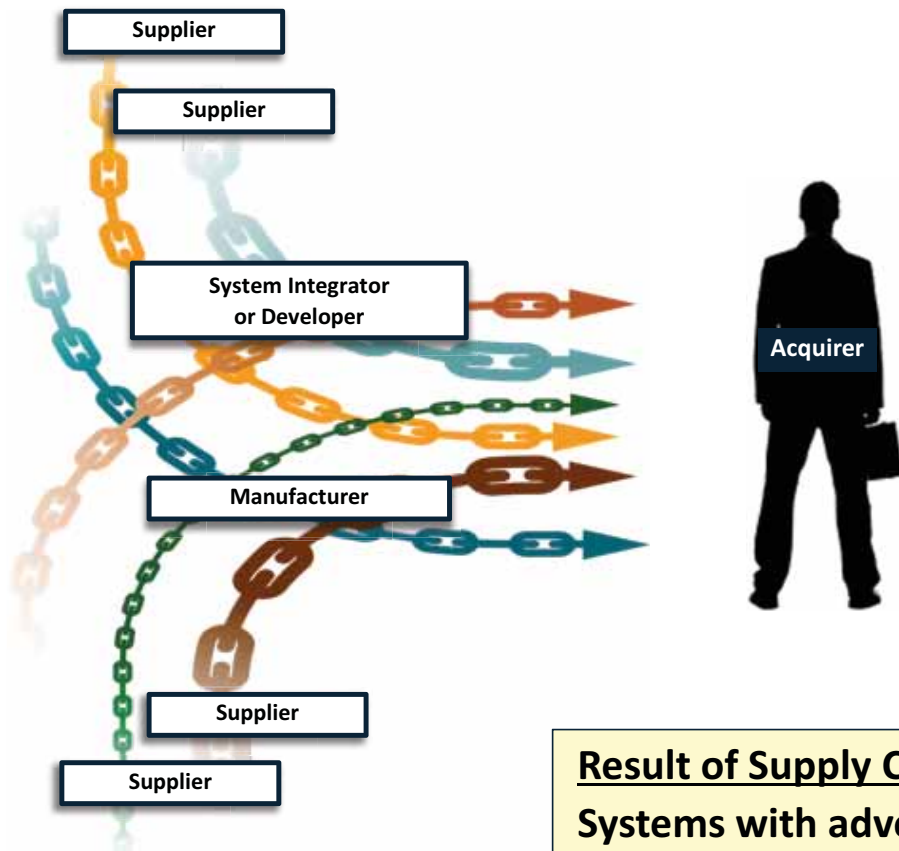 Supplier
Supplier
System Integrator
or Developer
Acquirer
Manufacturer
Supplier
Supplier
Result of Supply
Systems with